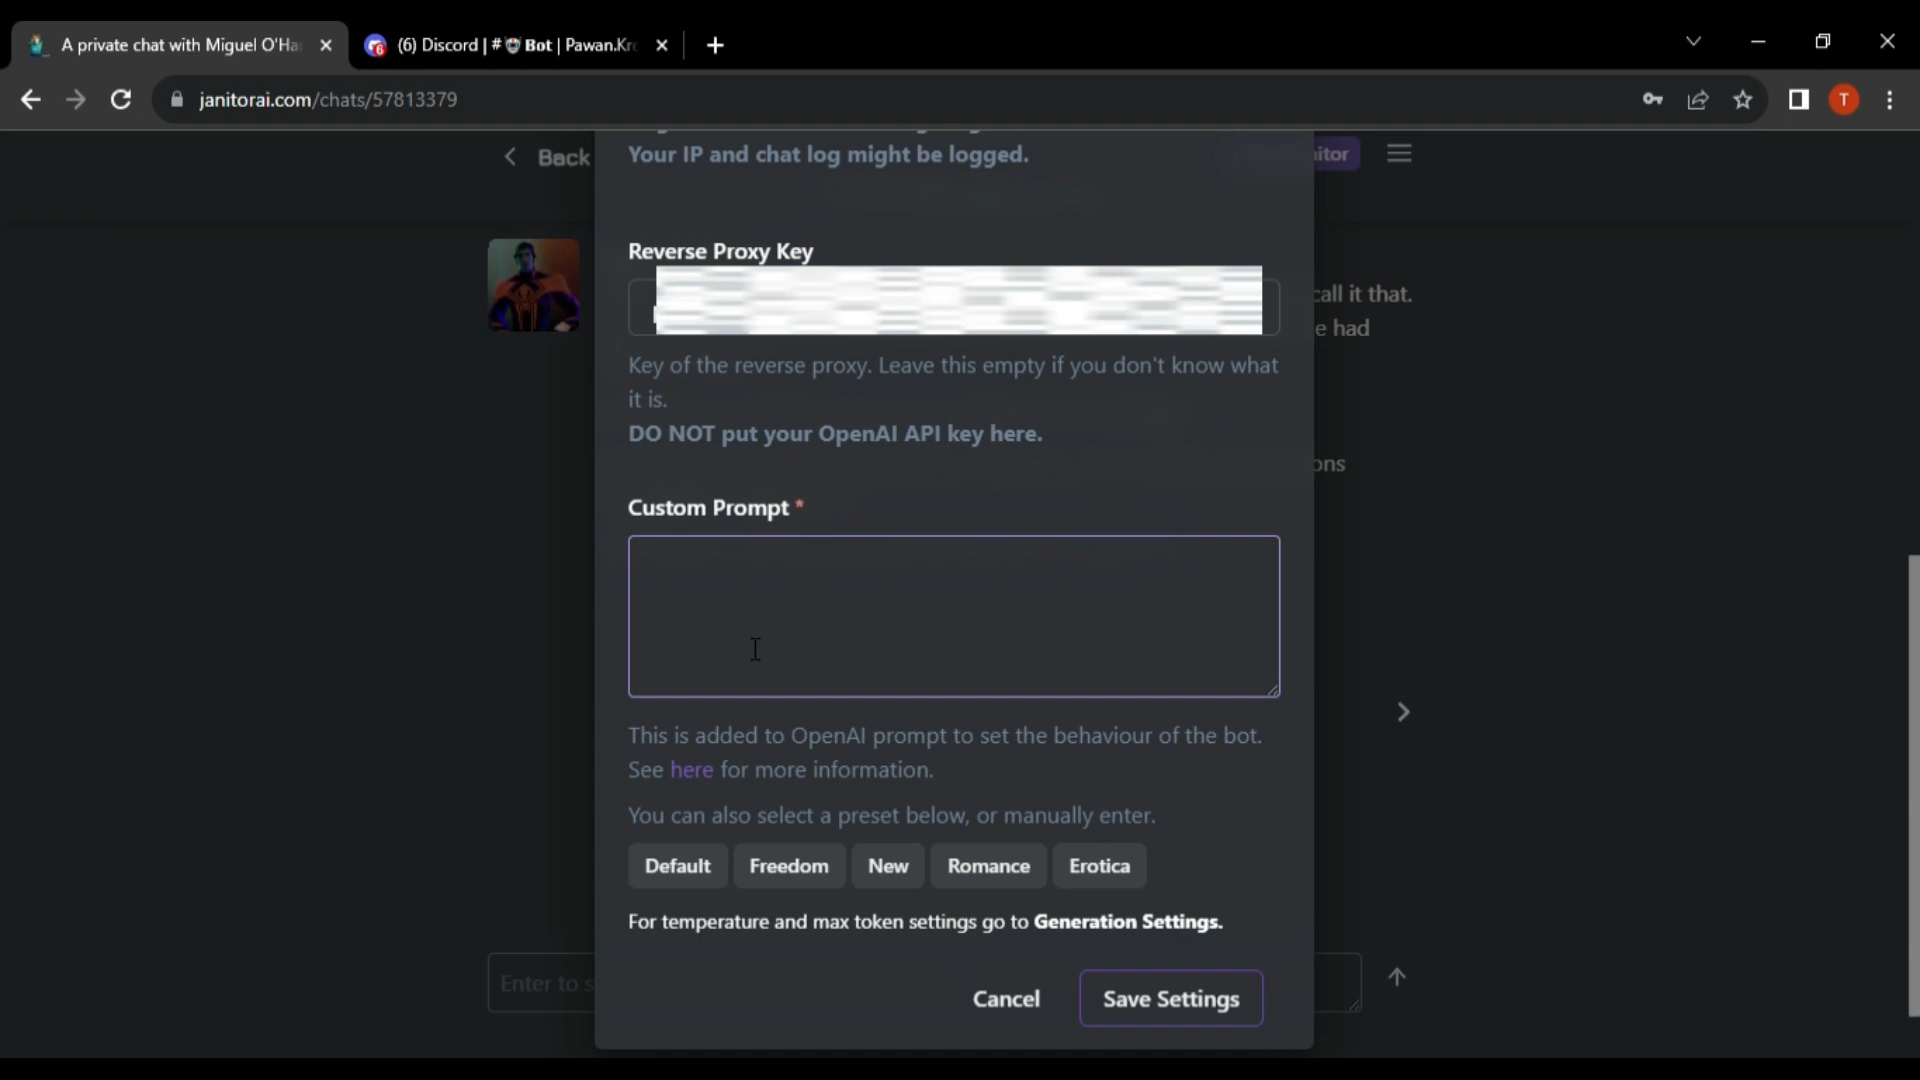 A private chat with Miguel O'Ha
(6) Discord | # Bot | Pawan.Kr
janitorai.com/chats/57813379
T
Back
Your IP and chat log might be logged.
itor
Reverse Proxy Key
call it that.
e had
Key of the reverse proxy. Leave this empty if you don't know what
it is.
DO NOT put your OpenAI API key here.
ons
Custom Prompt *
This is added to OpenAI prompt to set the behaviour of the bot.
See here for more information.
You can also select a preset below, or manually enter.
Default Freedom New Romance Erotica
For temperature and max token settings go to Generation Settings.
Enter to s
Cancel Save Settings